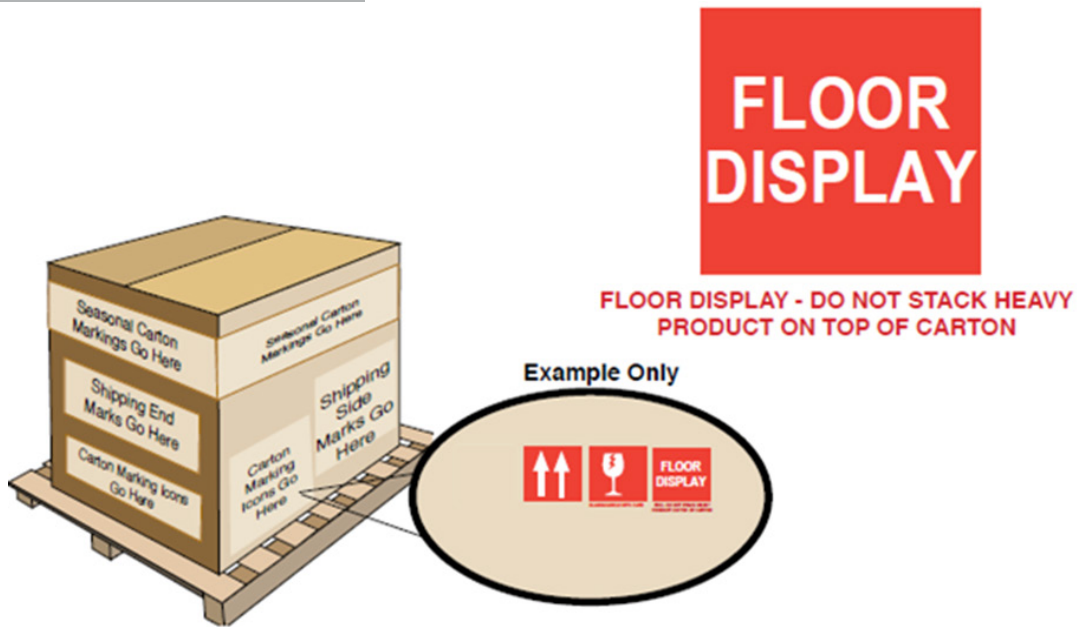 FLOOR
DISPLAY
FLOOR DISPLAY - DO NOT STACK HEAVY
PRODUCT ON TOP OF CARTON
Seasonal Carton
Markings Go Here
Seasonal Carton
Markings Go Here
Shipping End
Marks Go Here
Shipping
Side
Marks Go
Here
Carton Marking Icons
Go Here
Carton
Marking
Icons Go
Here
Example Only
FLOOR
DISPLAY